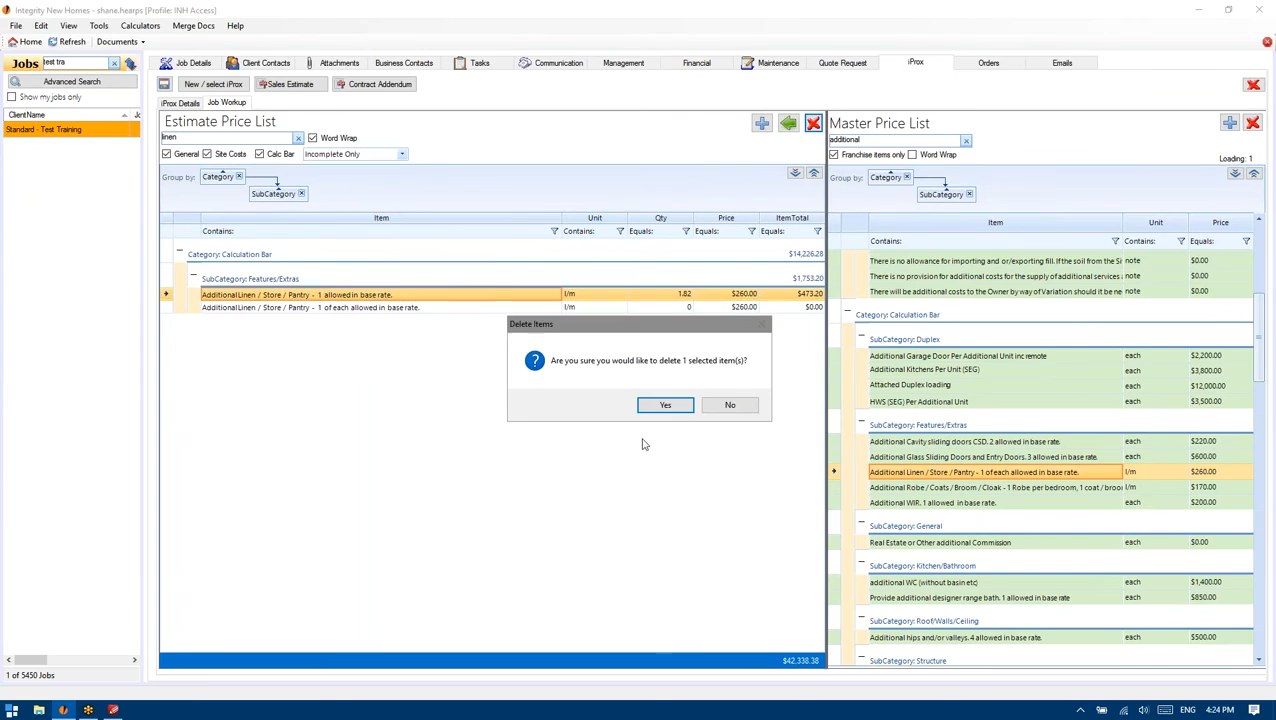 Integrity New Homes - shane.hearps - [Profile: INH Access]
File Edit View Tools Calculators Merge Docs Help
Home Refresh Documents
Jobs test tra
Advanced Search
Show my jobs only
ClientName Jo
Standard - Test Training
1 of 5450 Jobs
Job Details Client Contacts Attachments Business Contacts Tasks Communication Management Financial Maintenance Quote Request iProx Orders Emails
New / select iProx Sales Estimate Contract Addendum
iProx Details Job Workup
Estimate Price List
linen Word Wrap
General Site Costs Calc Bar Incomplete Only
Group by: Category
SubCategory
Item Unit Qty Price ItemTotal
Contains: Contains: Equals: Equals: Equals:
Category: Calculation Bar $14,226.28
SubCategory: Features/Extras $1,753.20
Additional Linen / Store / Pantry - 1 allowed in base rate. l/m 1.82 $260.00 $473.20
Additional Linen / Store / Pantry - 1 of each allowed in base rate. l/m 0 $260.00 $0.00
$42,338.38
Delete Items
Are you sure you would like to delete 1 selected item(s)?
Yes No
Master Price List
additional
Franchise items only Word Wrap Loading: 1
Group by: Category
SubCategory
Item Unit Price
Contains: Contains: Equals:
There is no allowance for importing and or/exporting fill. If the soil from the Si note $0.00
There is no provision for additional costs for the supply of additional services a note $0.00
There will be additional costs to the Owner by way of Variation should it be ne note $0.00
Category: Calculation Bar
SubCategory: Duplex
Additional Garage Door Per Additional Unit inc remote each $2,200.00
Additional Kitchens Per Unit (SEG) each $3,800.00
Attached Duplex loading each $12,000.00
HWS (SEG) Per Additional Unit each $3,500.00
SubCategory: Features/Extras
Additional Cavity sliding doors CSD. 2 allowed in base rate. each $220.00
Additional Glass Sliding Doors and Entry Doors. 3 allowed in base rate. each $600.00
Additional Linen / Store / Pantry - 1 of each allowed in base rate. l/m $260.00
Additional Robe / Coats / Broom / Cloak - 1 Robe per bedroom, 1 coat / broo l/m $170.00
Additional WIR. 1 allowed in base rate. each $200.00
SubCategory: General
Real Estate or Other additional Commission each $0.00
SubCategory: Kitchen/Bathroom
additional WC (without basin etc) each $1,400.00
Provide additional designer range bath. 1 allowed in base rate each $850.00
SubCategory: Roof/Walls/Ceiling
Additional hips and/or valleys. 4 allowed in base rate. each $500.00
SubCategory: Structure
ENG 4:24 PM